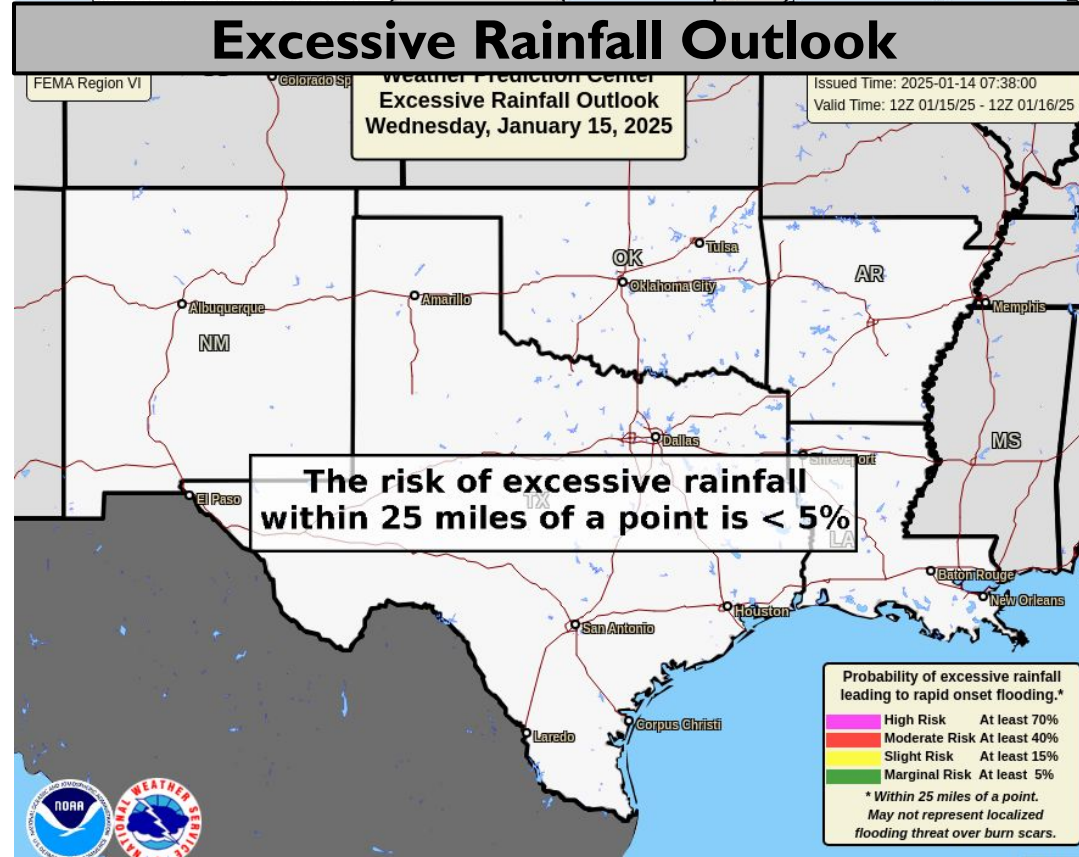 Excessive Rainfall Outlook
FEMA Region VI
Colorado Sp
Weather Prediction Center
Excessive Rainfall Outlook
Wednesday, January 15, 2025
Issued Time: 2025-01-14 07:38:00
Valid Time: 12Z 01/15/25 - 12Z 01/16/25
Tulsa
OK
AR
Oklahoma City
Amarillo
Albuquerque
Memphis
NM
Dallas
MS
Shreveport
The risk of excessive rainfall
TX
within 25 miles of a point is < 5%
El Paso
LA
Baton Rouge
New Orleans
Houston
San Antonio
Corpus Christi
Laredo
Probability of excessive rainfall
leading to rapid onset flooding.*
High Risk At least 70%
Moderate Risk At least 40%
Slight Risk At least 15%
Marginal Risk At least 5%
* Within 25 miles of a point.
May not represent localized
flooding threat over burn scars.
NOAA
NATIONAL WEATHER SERVICE